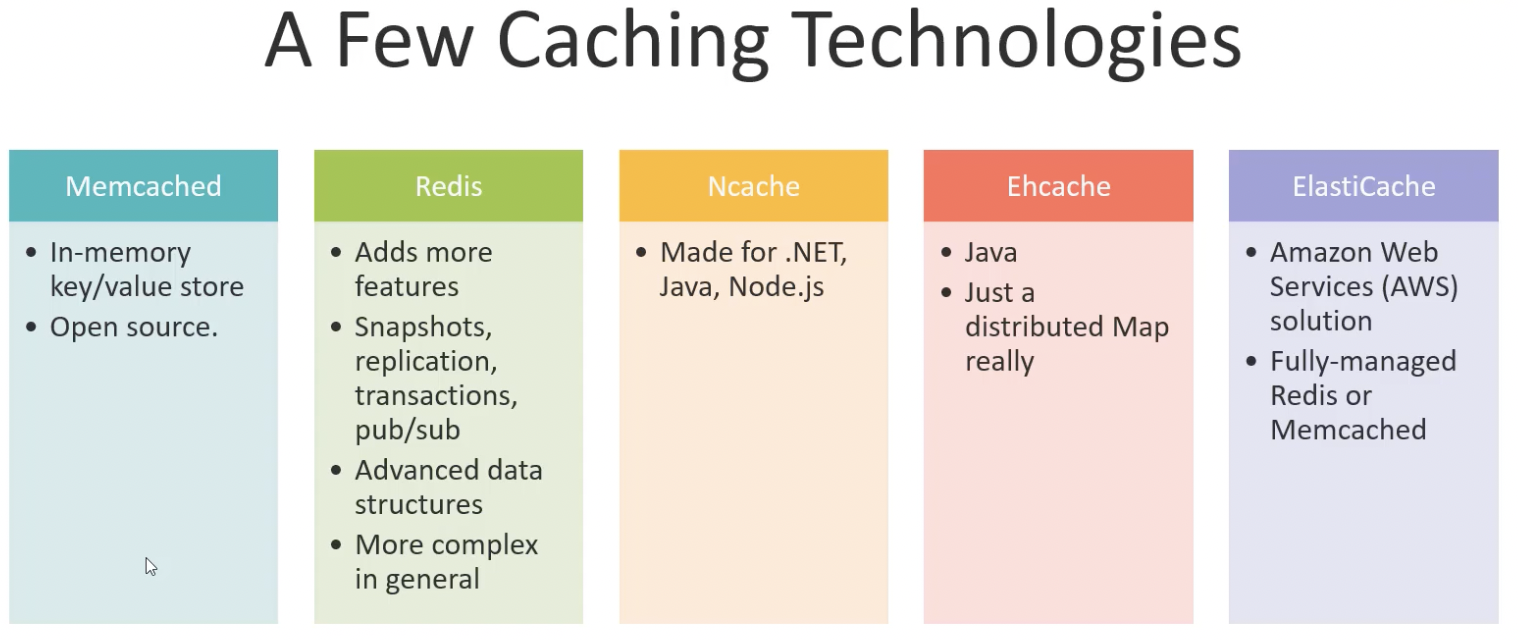 A Few Caching Technologies
Memcached
• In-memory
key/value store
• Open source.
Redis
• Adds more
features
• Snapshots,
replication,
transactions,
pub/sub
• Advanced data
structures
• More complex
in general
Ncache
• Made for .NET,
Java, Node.js
Ehcache
• Java
• Just a
distributed Map
really
ElastiCache
• Amazon Web
Services (AWS)
solution
• Fully-managed
Redis or
Memcached